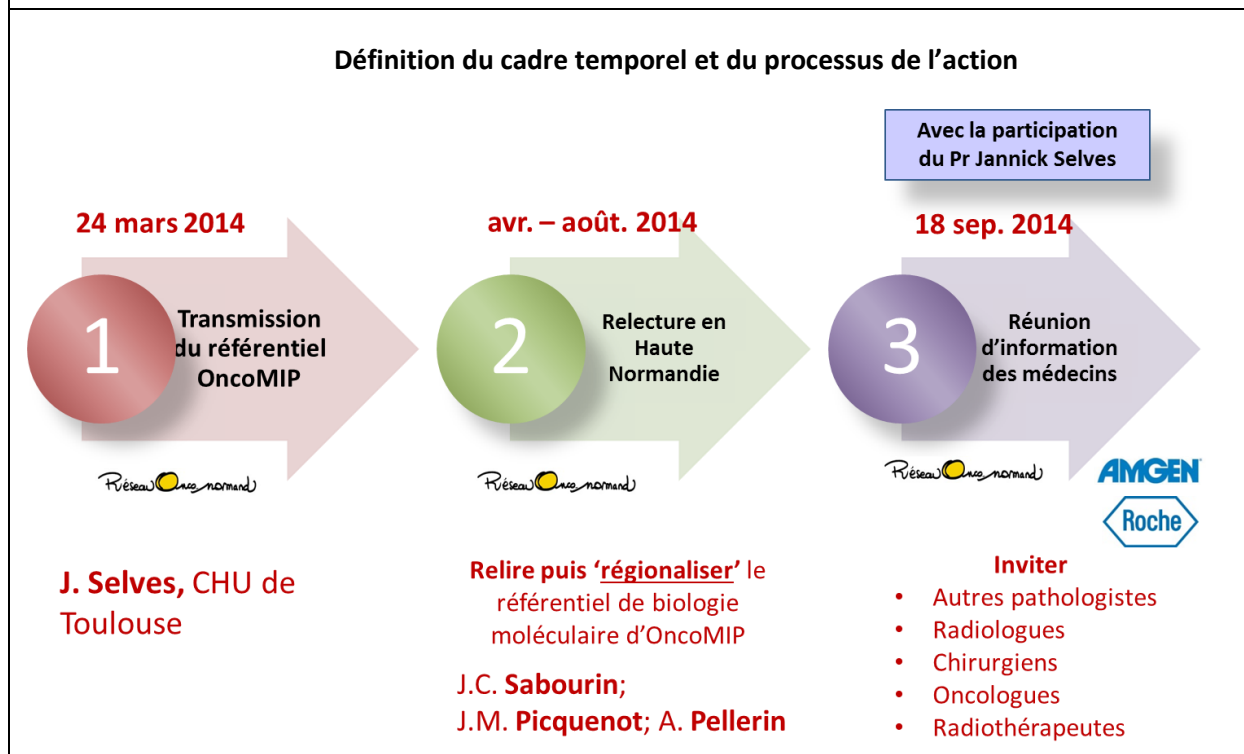 Définition du cadre temporel et du processus de l'action
Avec la participation
du Pr Jannick Selves
24 mars 2014
1
Transmission
du référentiel
OncoMIP
Réseau Onco normand
J. Selves, CHU de
Toulouse
avr. – août. 2014
2
Relecture en
Haute
Normandie
Réseau Onco normand
Relire puis ‘régionaliser’ le
référentiel de biologie
moléculaire d’OncoMIP
J.C. Sabourin;
J.M. Picquenot; A. Pellerin
18 sep. 2014
3
Réunion
d’information
des médecins
Réseau Onco normand
AMGEN®
Roche
Inviter
• Autres pathologistes
• Radiologues
• Chirurgiens
• Oncologues
• Radiothérapeutes